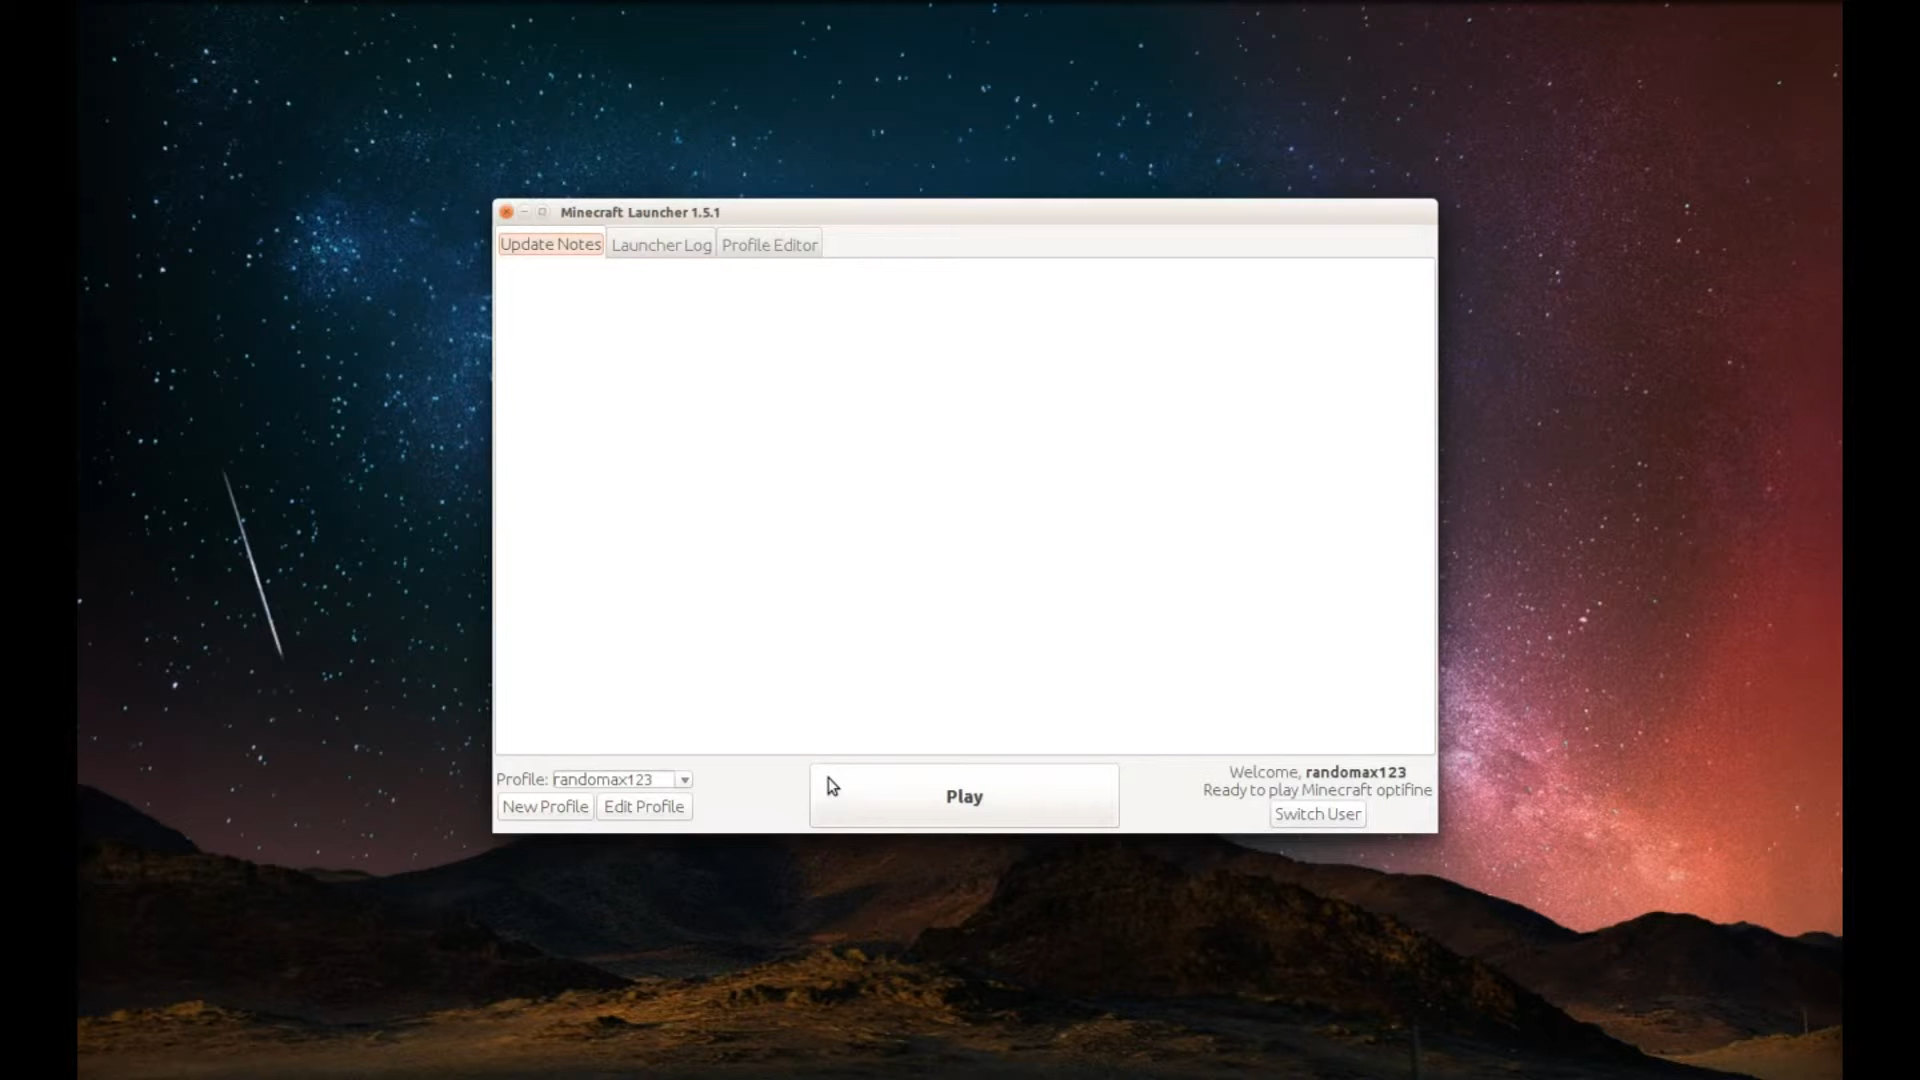 Minecraft Launcher 1.5.1
Update Notes Launcher Log Profile Editor
Profile: randomax123
New Profile Edit Profile
Play
Welcome, randomax123
Ready to play Minecraft optifine
Switch User